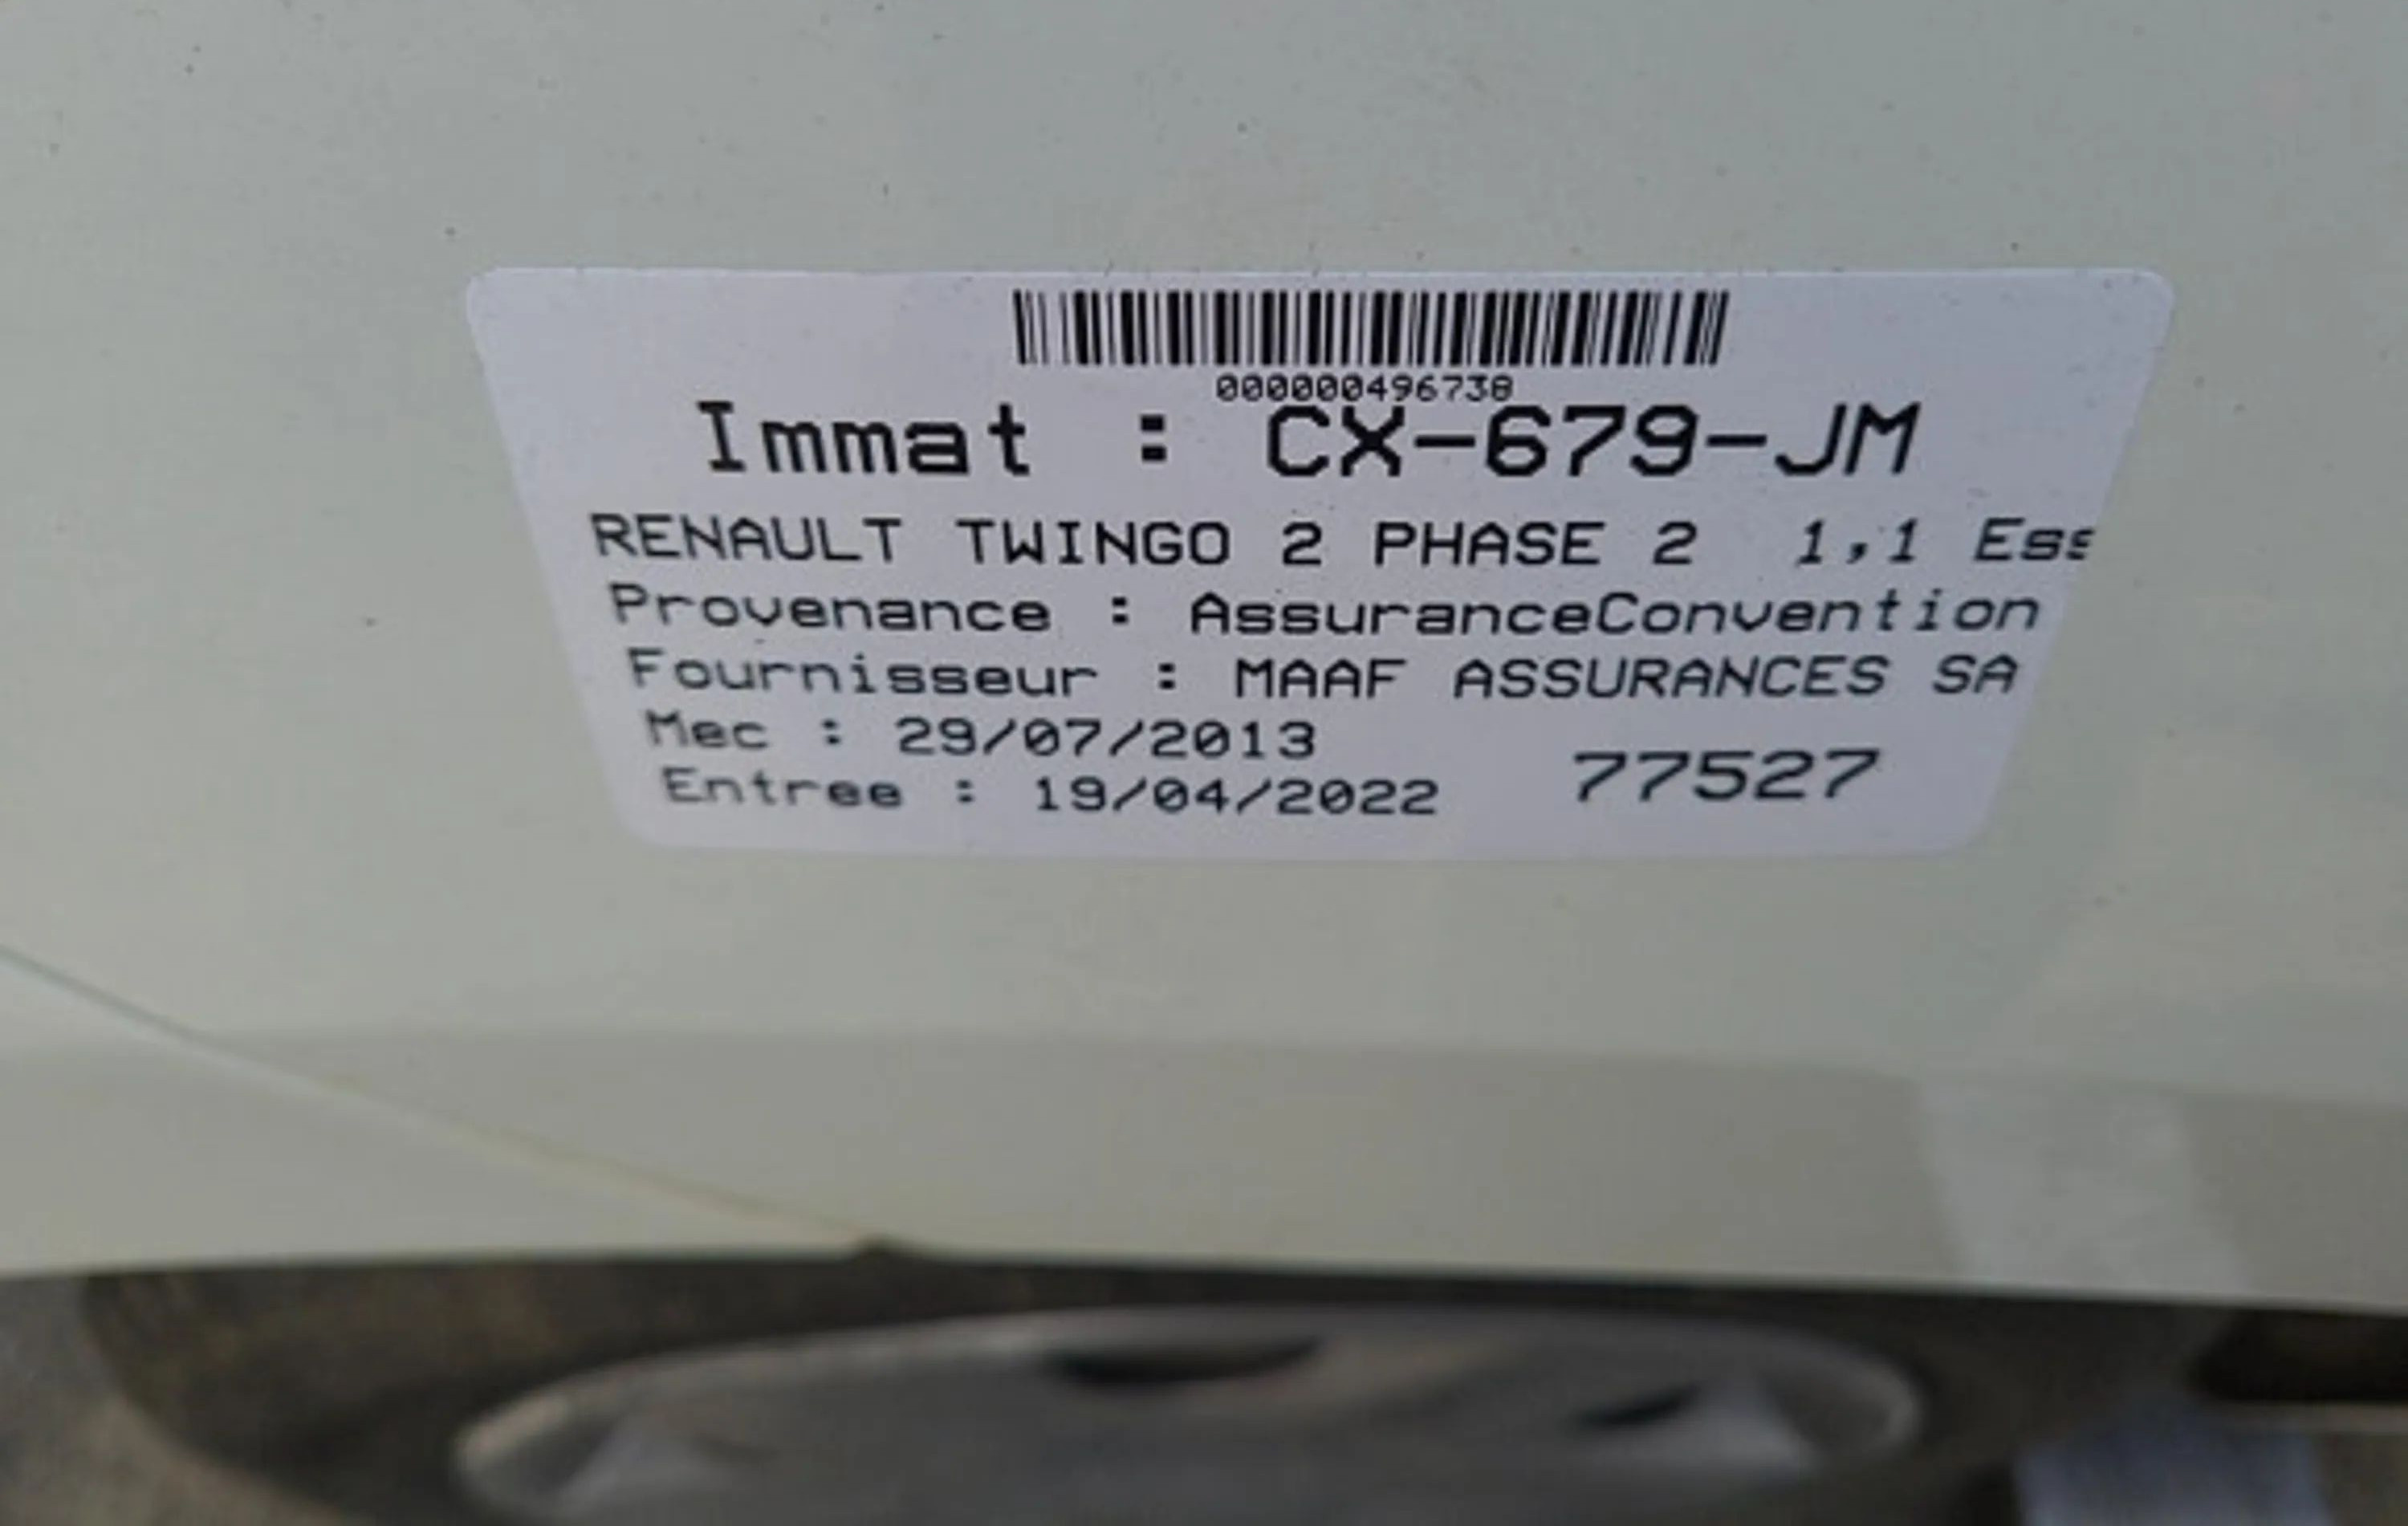 000000496738
Immat : CX-679-JM
RENAULT TWINGO 2 PHASE 2 1,1 Ess
Provenance : AssuranceConvention
Fournisseur : MAAF ASSURANCES SA
Mec : 29/07/2013
Entree : 19/04/2022 77527